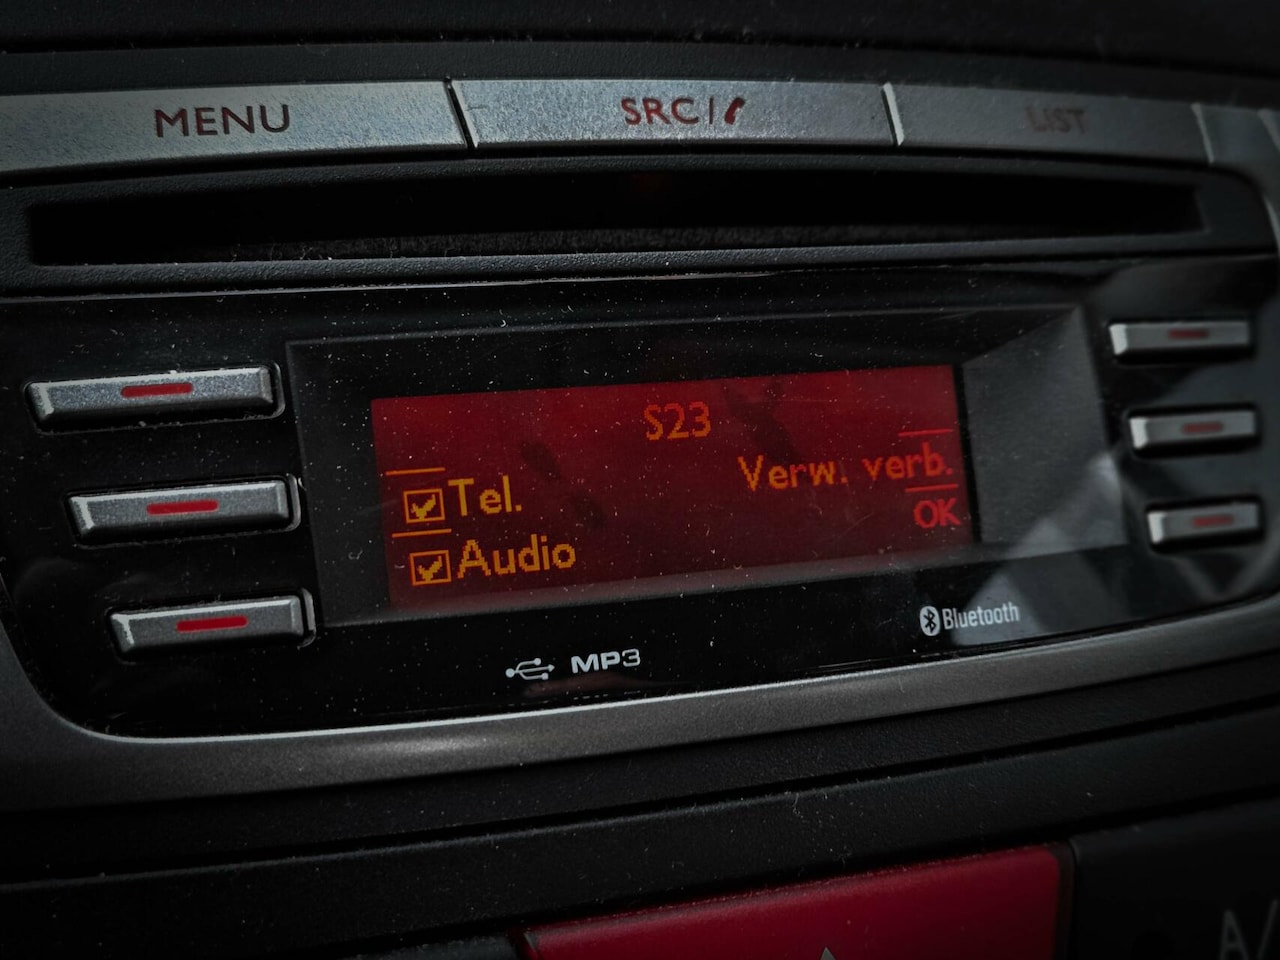 MENU
SRC|
LIST
S23
Tel.
Verw. verb.
Audio
OK
MP3
Bluetooth
A/